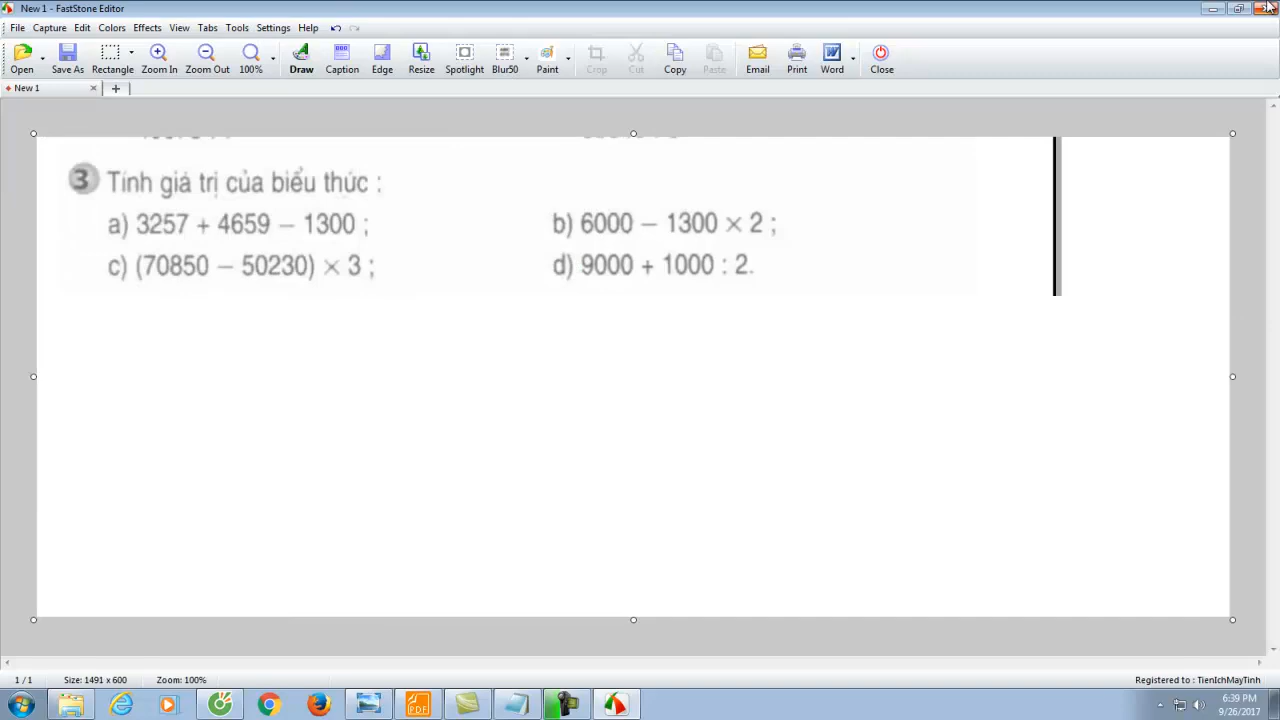 New 1 - FastStone Editor
File Capture Edit Colors Effects View Tabs Tools Settings Help
Open Save As Rectangle Zoom In Zoom Out 100% Draw Caption Edge Resize Spotlight Blur50 Paint Crop Cut Copy Paste Email Print Word Close
New 1
3 Tính giá trị của biểu thức :
a) 3257 + 4659 – 1300 ;
b) 6000 – 1300 × 2 ;
c) (70850 – 50230) × 3 ;
d) 9000 + 1000 : 2.
1 / 1 Size: 1491 x 600 Zoom: 100% Registered to : TienIchMayTinh
PDF
6:39 PM
9/26/2017